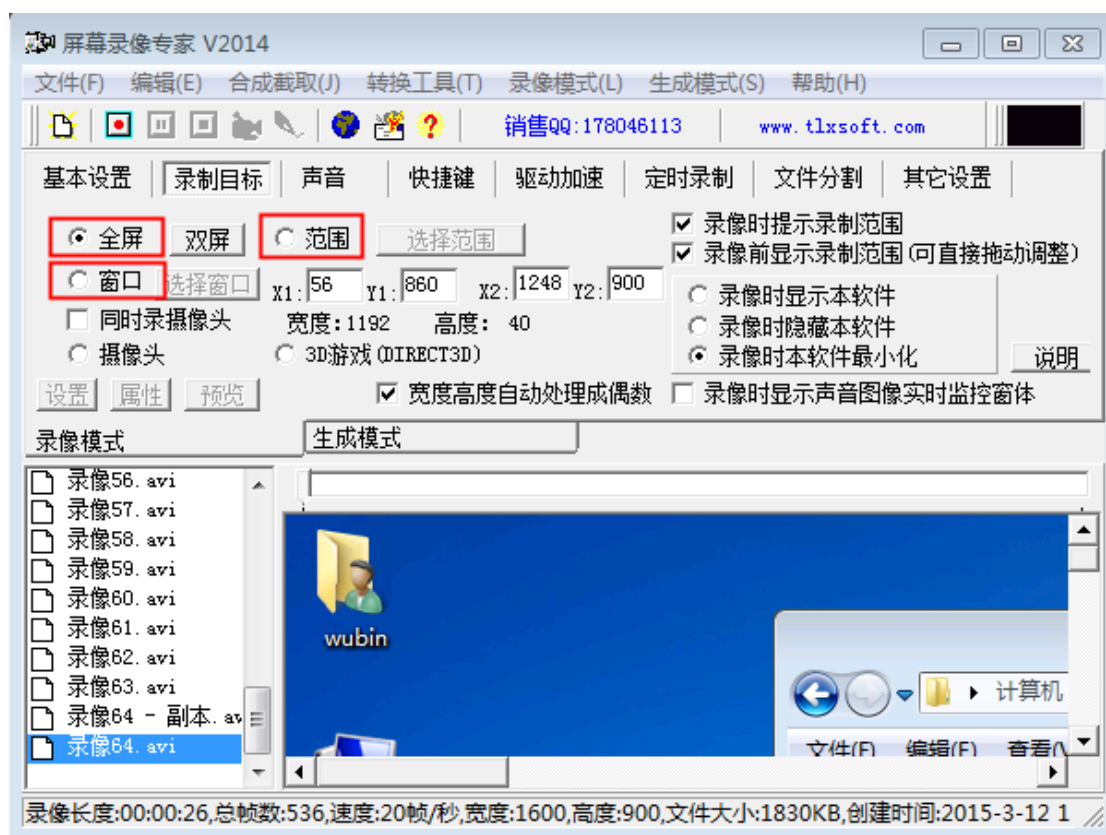 屏幕录像专家 V2014
文件(F) 编辑(E) 合成截取(J) 转换工具(T) 录像模式(L) 生成模式(S) 帮助(H)
销售QQ:178046113 www.tlxsoft.com
基本设置 录制目标 声音 快捷键 驱动加速 定时录制 文件分割 其它设置
全屏 双屏 范围 选择范围 录像时提示录制范围
录像前显示录制范围(可直接拖动调整)
窗口 选择窗口 X1:56 Y1:860 X2:1248 Y2:900 录像时显示本软件
同时录摄像头 宽度:1192 高度: 40 录像时隐藏本软件
摄像头 3D游戏(DIRECT3D) 录像时本软件最小化 说明
设置 属性 预览 宽度高度自动处理成偶数 录像时显示声音图像实时监控窗体
录像模式 生成模式
录像56.avi
录像57.avi
录像58.avi
录像59.avi
录像60.avi
录像61.avi
录像62.avi
录像63.avi
录像64 - 副本.av
录像64.avi
wubin
计算机
文件(F) 编辑(E) 查看(V
录像长度:00:00:26,总帧数:536,速度:20帧/秒,宽度:1600,高度:900,文件大小:1830KB,创建时间:2015-3-12 1